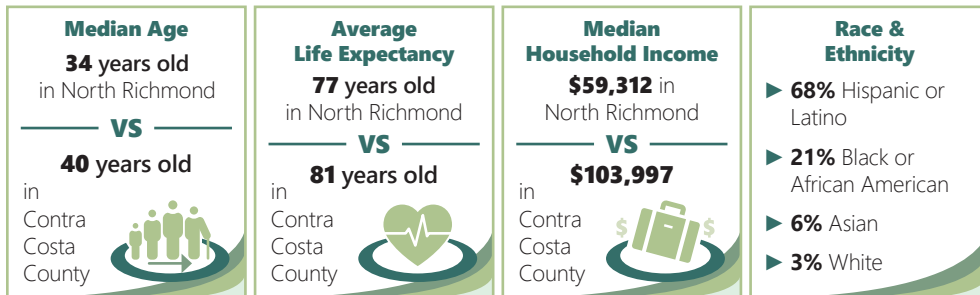 Median Age
34 years old
in North Richmond
VS
40 years old
in
Contra
Costa
County
Average
Life Expectancy
77 years old
in North Richmond
VS
81 years old
in
Contra
Costa
County
Median
Household Income
$59,312 in
North Richmond
VS
$103,997
in
Contra
Costa
County
$ $
Race &
Ethnicity
► 68% Hispanic or
Latino
► 21% Black or
African American
► 6% Asian
► 3% White